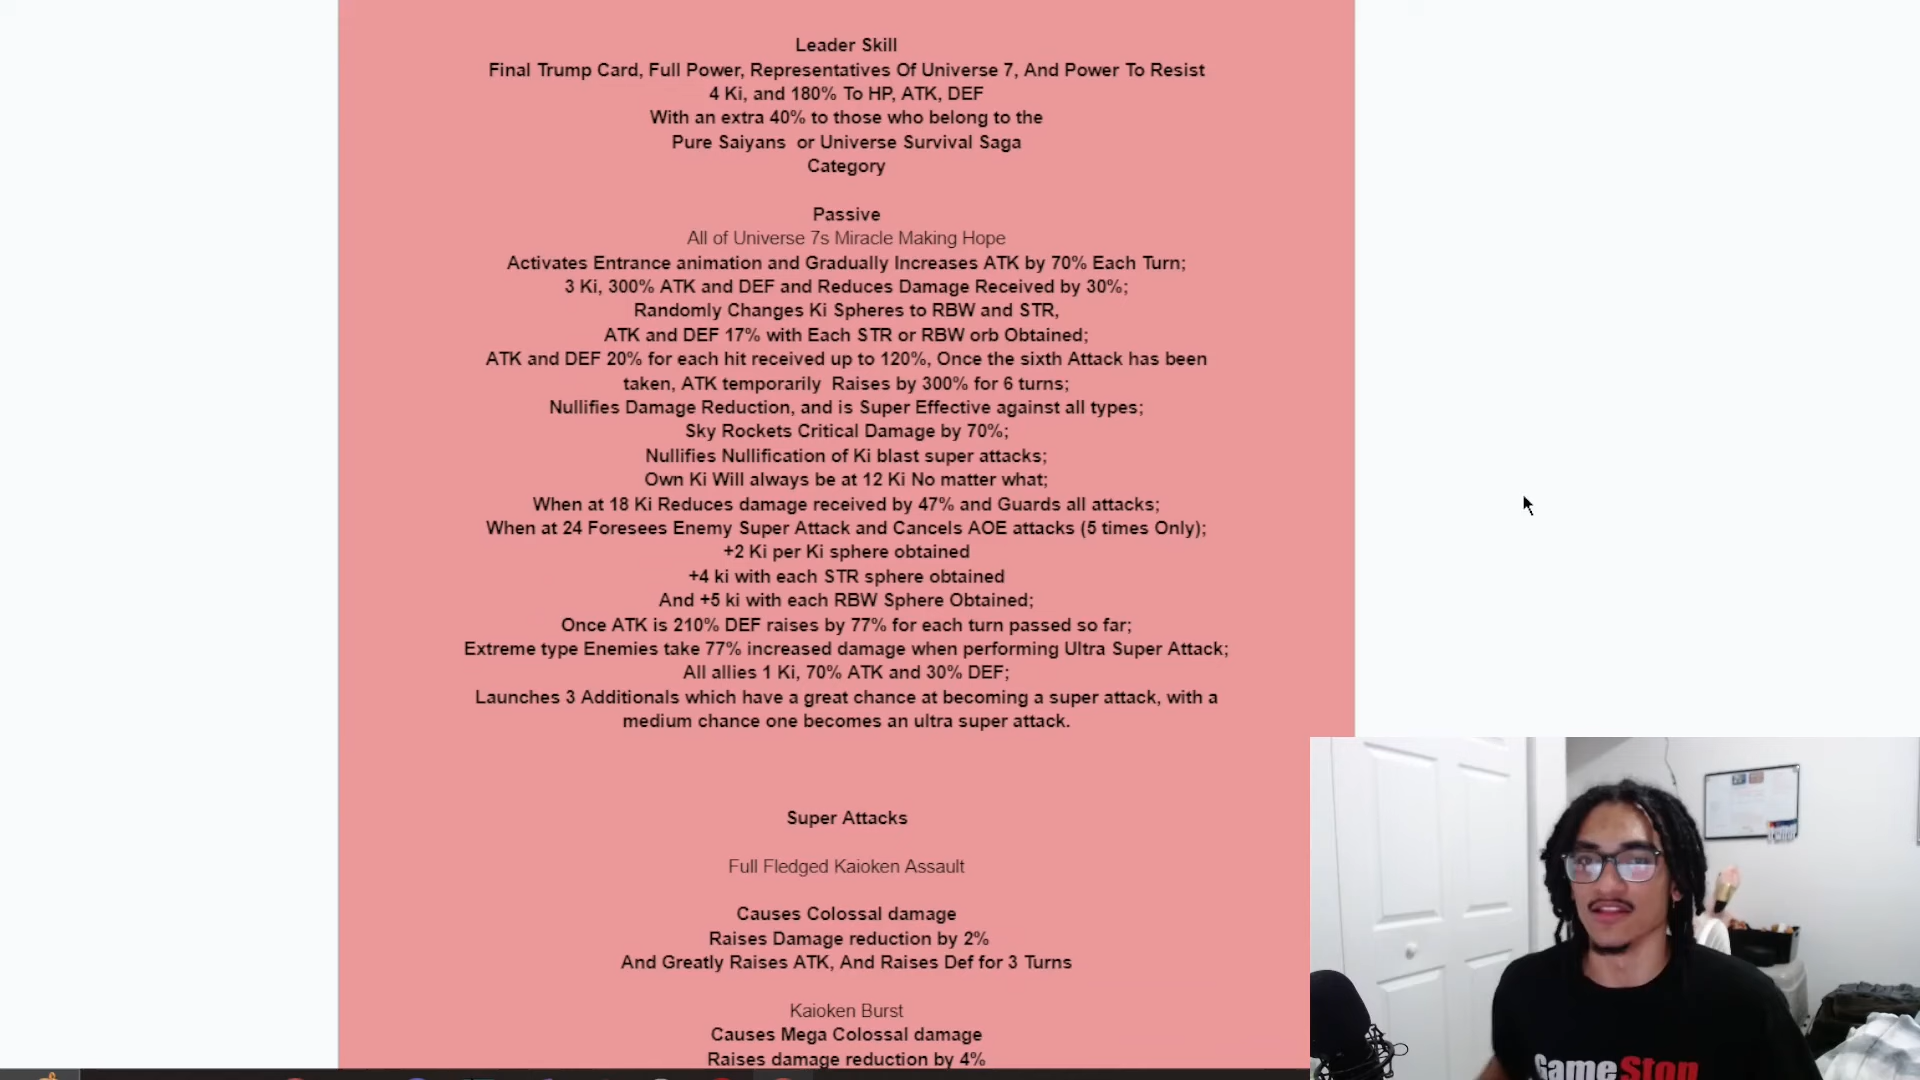 Leader Skill
Final Trump Card, Full Power, Representatives Of Universe 7, And Power To Resist
4 Ki, and 180% To HP, ATK, DEF
With an extra 40% to those who belong to the
Pure Saiyans or Universe Survival Saga
Category
Passive
All of Universe 7s Miracle Making Hope
Activates Entrance animation and Gradually Increases ATK by 70% Each Turn;
3 Ki, 300% ATK and DEF and Reduces Damage Received by 30%;
Randomly Changes Ki Spheres to RBW and STR,
ATK and DEF 17% with Each STR or RBW orb Obtained;
ATK and DEF 20% for each hit received up to 120%, Once the sixth Attack has been
taken, ATK temporarily Raises by 300% for 6 turns;
Nullifies Damage Reduction, and is Super Effective against all types;
Sky Rockets Critical Damage by 70%;
Nullifies Nullification of Ki blast super attacks;
Own Ki Will always be at 12 Ki No matter what;
When at 18 Ki Reduces damage received by 47% and Guards all attacks;
When at 24 Foresees Enemy Super Attack and Cancels AOE attacks (5 times Only);
+2 Ki per Ki sphere obtained
+4 ki with each STR sphere obtained
And +5 ki with each RBW Sphere Obtained;
Once ATK is 210% DEF raises by 77% for each turn passed so far;
Extreme type Enemies take 77% increased damage when performing Ultra Super Attack;
All allies 1 Ki, 70% ATK and 30% DEF;
Launches 3 Additionals which have a great chance at becoming a super attack, with a
medium chance one becomes an ultra super attack.
Super Attacks
Full Fledged Kaioken Assault
Causes Colossal damage
Raises Damage reduction by 2%
And Greatly Raises ATK, And Raises Def for 3 Turns
Kaioken Burst
Causes Mega Colossal damage
Raises damage reduction by 4%
GameStop